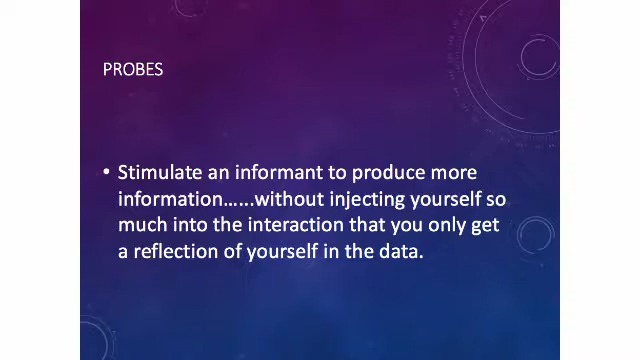 PROBES
• Stimulate an informant to produce more
information......without injecting yourself so
much into the interaction that you only get
a reflection of yourself in the data.